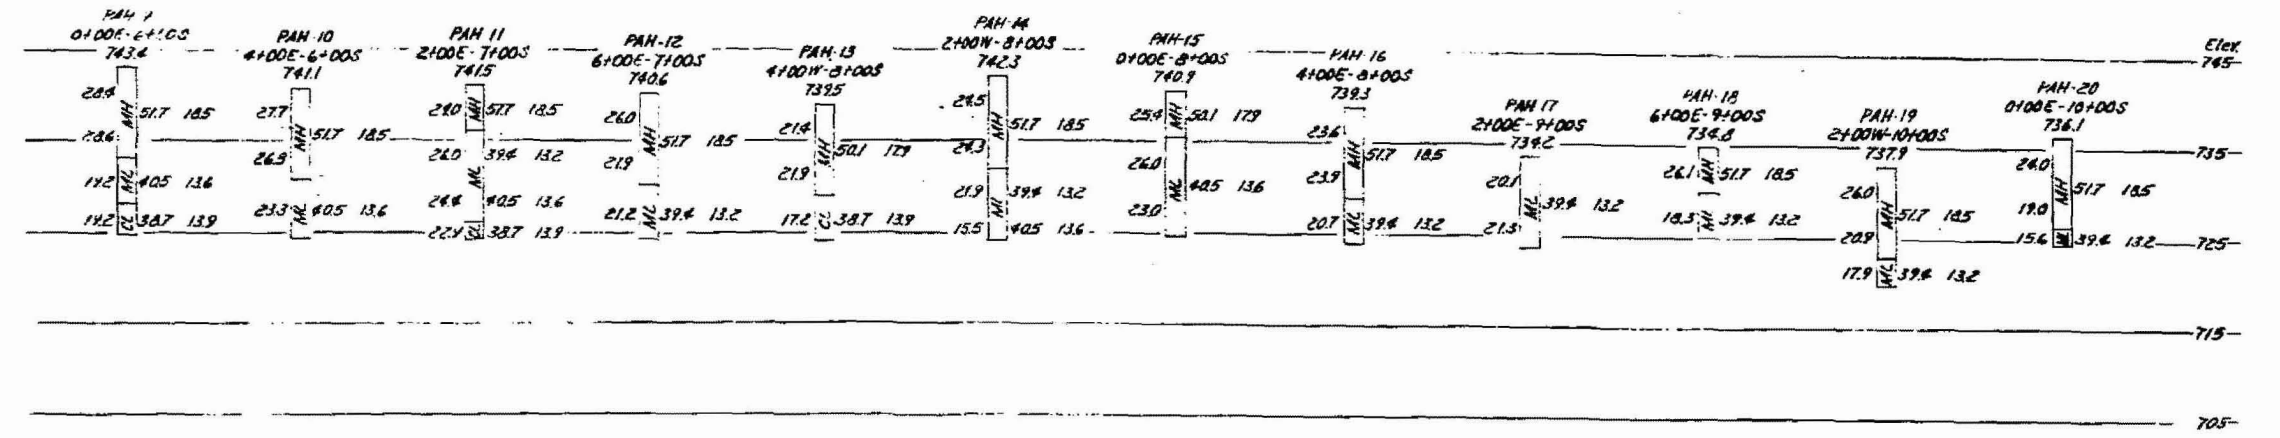 PAH-7
0+00E-6+00S
743.4
28.4
MH 51.7 18.5
28.6
19.2 ML 40.5 13.6
19.2 CL 38.7 13.9
PAH-10
4+00E-6+00S
741.1
27.7
MH 51.7 18.5
26.9
23.3 ML 40.5 13.6
PAH 11
2+00E-7+00S
741.5
24.0 MH 51.7 18.5
26.0 39.4 13.2
ML
24.4 40.5 13.6
22.4 CL 38.7 13.9
PAH-12
6+00E-7+00S
740.6
26.0
MH 51.7 18.5
21.9
21.2 ML 39.4 13.2
PAH-13
4+00W-8+00S
739.5
21.4
MH 50.1 17.9
21.9
17.2 CL 38.7 13.9
PAH-14
2+00W-8+00S
742.3
24.5
MH 51.7 18.5
24.3
21.9 39.4 13.2
ML
15.5 40.5 13.6
PAH-15
0+00E-8+00S
740.9
25.4 MH 50.1 17.9
26.0
ML 40.5 13.6
23.0
PAH-16
4+00E-8+00S
739.3
23.6
MH 51.7 18.5
23.9
20.7 ML 39.4 13.2
PAH 17
2+00E-9+00S
734.2
20.1
ML 39.4 13.2
21.3
PAH-18
6+00E-9+00S
734.8
26.1 MH 51.7 18.5
18.3 ML 39.4 13.2
PAH-19
2+00W-10+00S
737.9
26.0
MH 51.7 18.5
20.9
17.9 ML 39.4 13.2
PAH-20
0+00E-10+00S
736.1
24.0
MH 51.7 18.5
19.0
15.6 ML 39.4 13.2
Elev.
745
735
725
715
705